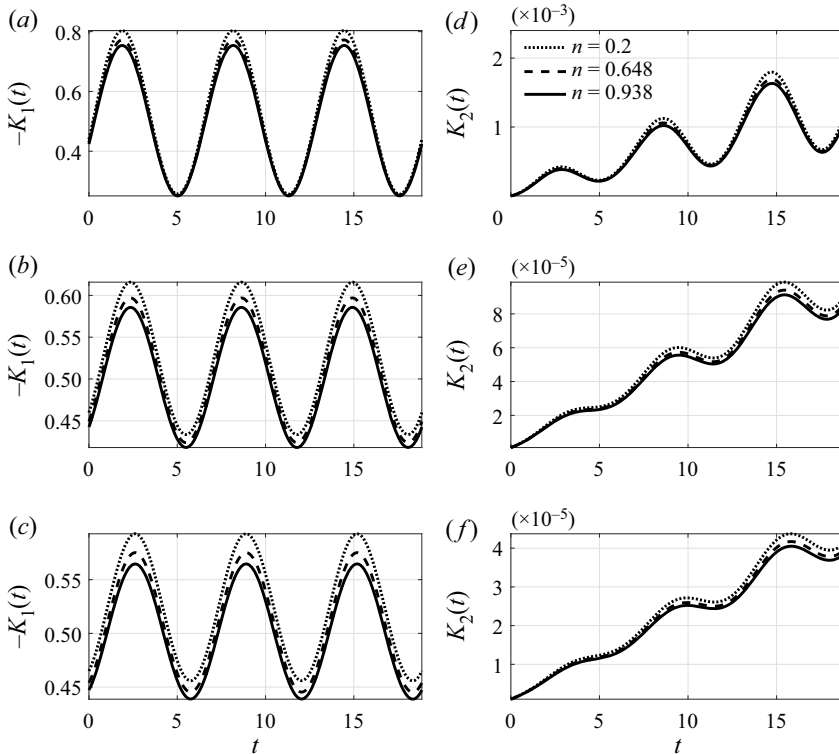 (a)
0.8
0.6
0.4
–K1(t)
0 5 10 15
(d)
(×10–3)
2
1
K2(t)
n = 0.2
n = 0.648
n = 0.938
0 5 10 15
(b)
0.60
0.55
0.50
0.45
–K1(t)
0 5 10 15
(e)
(×10–5)
8
6
4
2
K2(t)
0 5 10 15
(c)
0.55
0.50
0.45
–K1(t)
0 5 10 15
t
(f)
(×10–5)
4
3
2
1
K2(t)
0 5 10 15
t